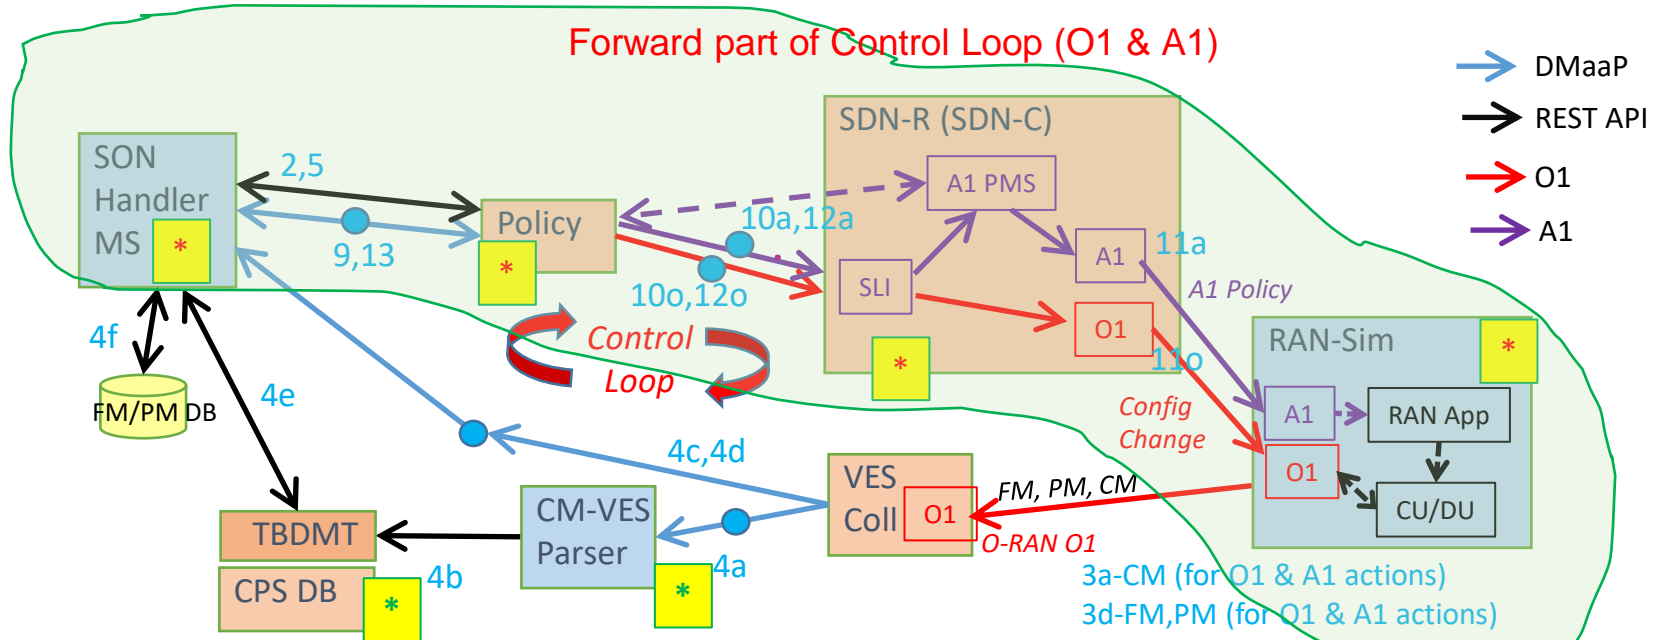 Forward part of Control Loop (O1 & A1)
DMaaP
REST API
O1
A1
SON
Handler
MS
*
2,5
9,13
Policy
*
10a,12a
10o,12o
SDN-R (SDN-C)
A1 PMS
SLI
A1
O1
*
11a
11o
A1 Policy
Config
Change
Control
Loop
RAN-Sim
*
A1
RAN App
O1
CU/DU
4f
FM/PM DB
4e
4c,4d
VES
Coll
O1
FM, PM, CM
O-RAN O1
CM-VES
Parser
*
4a
4b
TBDMT
CPS DB
*
3a-CM (for O1 & A1 actions)
3d-FM,PM (for O1 & A1 actions)